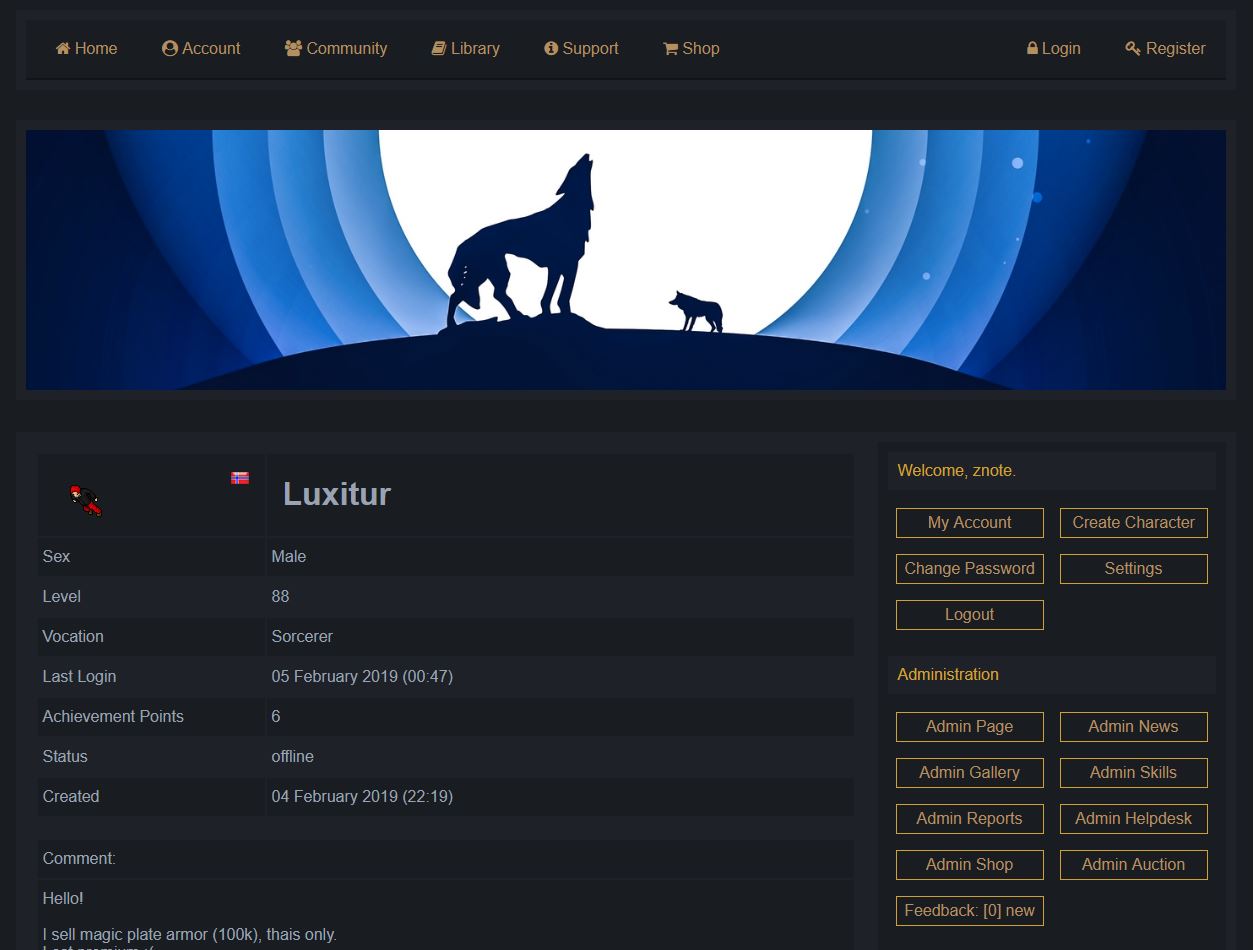 Home Account Community Library Support Shop Login Register
Luxitur
Sex Male
Level 88
Vocation Sorcerer
Last Login 05 February 2019 (00:47)
Achievement Points 6
Status offline
Created 04 February 2019 (22:19)
Comment:
Hello!
I sell magic plate armor (100k), thais only.
Welcome, znote.
My Account Create Character
Change Password Settings
Logout
Administration
Admin Page Admin News
Admin Gallery Admin Skills
Admin Reports Admin Helpdesk
Admin Shop Admin Auction
Feedback: [0] new